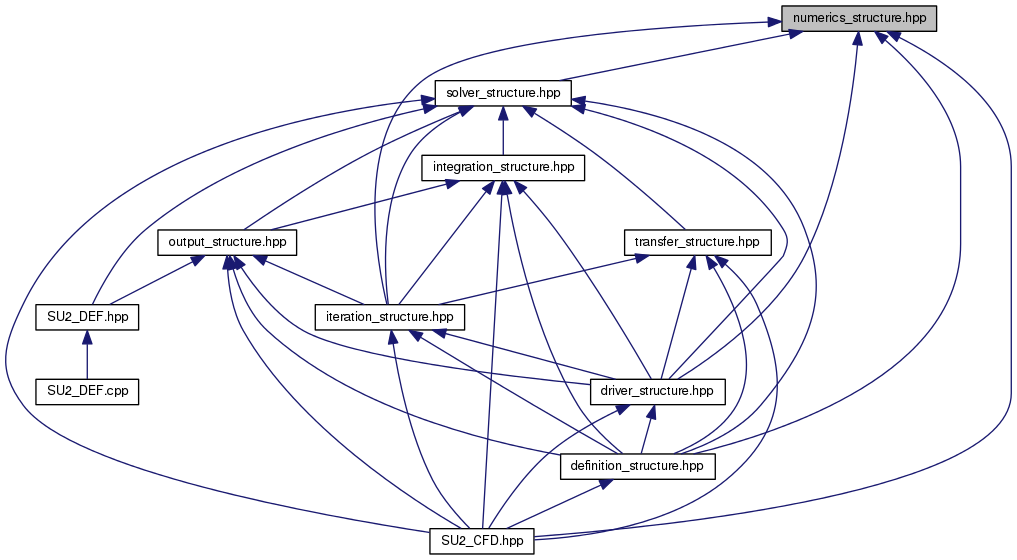 numerics_structure.hpp
solver_structure.hpp
integration_structure.hpp
output_structure.hpp
transfer_structure.hpp
SU2_DEF.hpp
iteration_structure.hpp
SU2_DEF.cpp
driver_structure.hpp
definition_structure.hpp
SU2_CFD.hpp